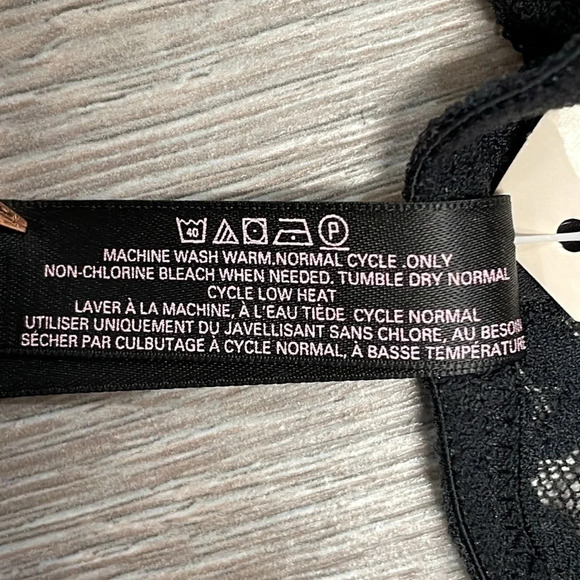 40 P
MACHINE WASH WARM.NORMAL CYCLE .ONLY
NON-CHLORINE BLEACH WHEN NEEDED. TUMBLE DRY NORMAL
CYCLE LOW HEAT
LAVER À LA MACHINE, À L'EAU TIÈDE CYCLE NORMAL
UTILISER UNIQUEMENT DU JAVELLISANT SANS CHLORE, AU BESOIN
SÉCHER PAR CULBUTAGE À CYCLE NORMAL, À BASSE TEMPÉRATURE